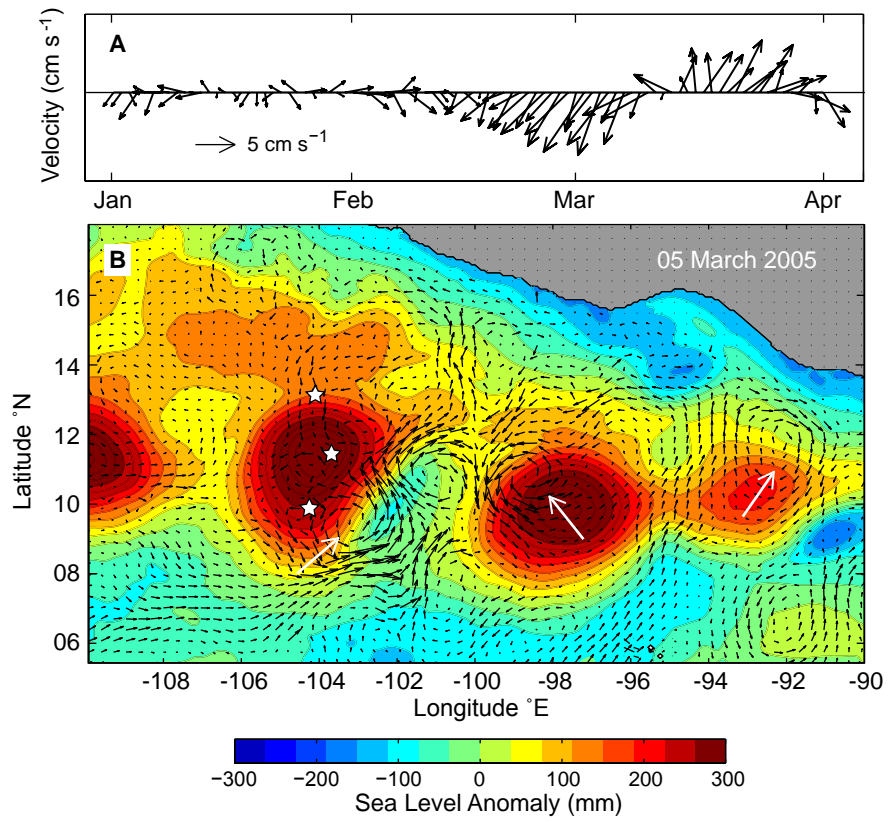 A
Velocity (cm s⁻¹)
5 cm s⁻¹
Jan Feb Mar Apr
B
05 March 2005
Latitude ˚N
16
14
12
10
08
06
-108 -106 -104 -102 -100 -98 -96 -94 -92 -90
Longitude ˚E
−300 −200 −100 0 100 200 300
Sea Level Anomaly (mm)